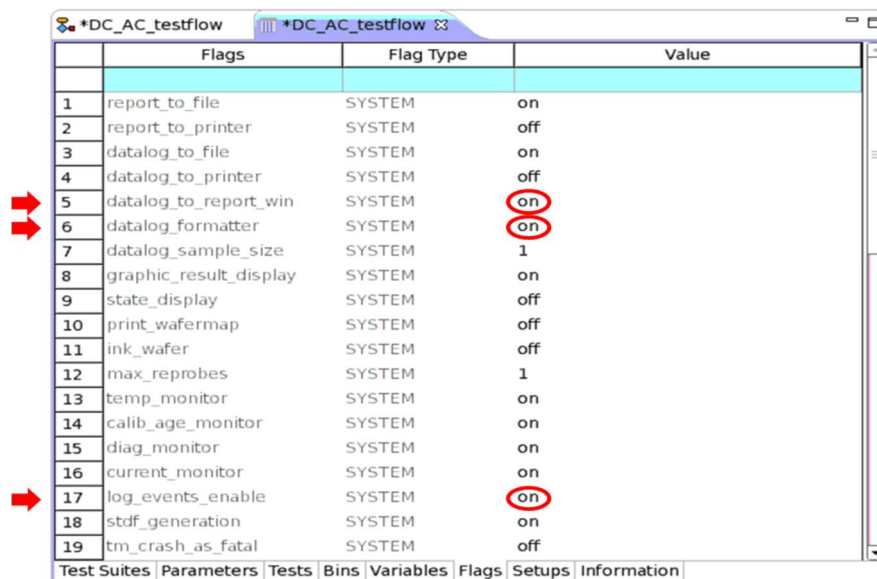 *DC_AC_testflow *DC_AC_testflow
Flags Flag Type Value
1 report_to_file SYSTEM on
2 report_to_printer SYSTEM off
3 datalog_to_file SYSTEM on
4 datalog_to_printer SYSTEM off
5 datalog_to_report_win SYSTEM on
6 datalog_formatter SYSTEM on
7 datalog_sample_size SYSTEM 1
8 graphic_result_display SYSTEM on
9 state_display SYSTEM off
10 print_wafermap SYSTEM off
11 ink_wafer SYSTEM off
12 max_reprobes SYSTEM 1
13 temp_monitor SYSTEM on
14 calib_age_monitor SYSTEM on
15 diag_monitor SYSTEM on
16 current_monitor SYSTEM on
17 log_events_enable SYSTEM on
18 stdf_generation SYSTEM on
19 tm_crash_as_fatal SYSTEM off
Test Suites Parameters Tests Bins Variables Flags Setups Information